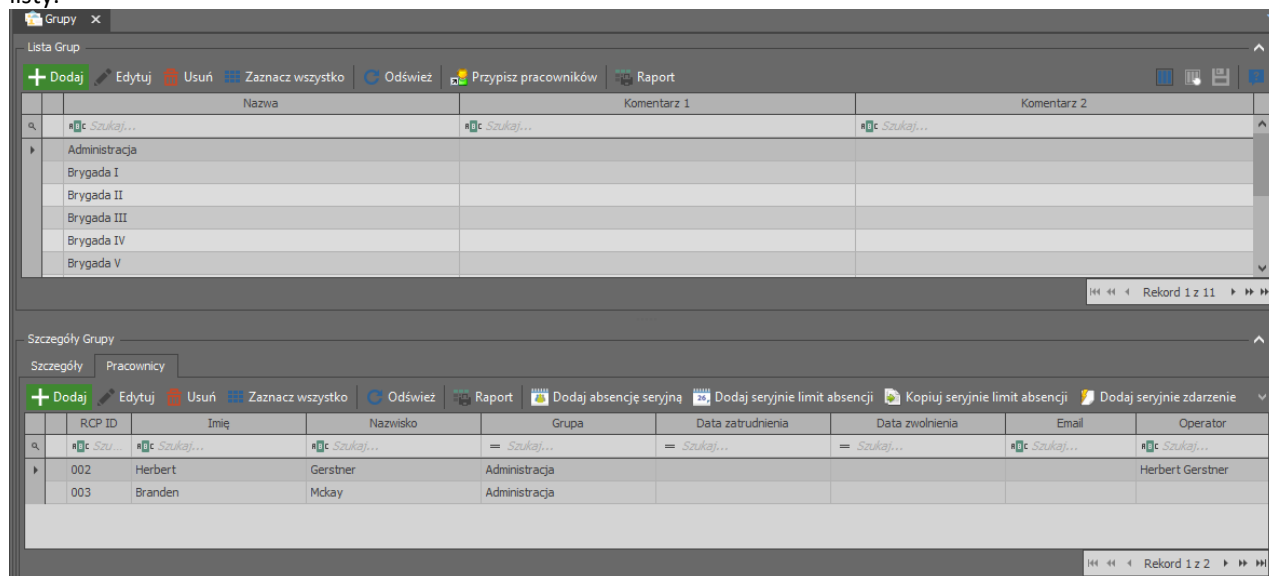 listy.
Grupy
Lista Grup
Dodaj Edytuj Usuń Zaznacz wszystko Odśwież Przypisz pracowników Raport
Nazwa Komentarz 1 Komentarz 2
Szukaj... Szukaj... Szukaj...
Administracja
Brygada I
Brygada II
Brygada III
Brygada IV
Brygada V
Rekord 1 z 11
Szczegóły Grupy
Szczegóły Pracownicy
Dodaj Edytuj Usuń Zaznacz wszystko Odśwież Raport Dodaj absencję seryjną Dodaj seryjnie limit absencji Kopiuj seryjnie limit absencji Dodaj seryjnie zdarzenie
RCP ID Imię Nazwisko Grupa Data zatrudnienia Data zwolnienia Email Operator
Szu... Szukaj... Szukaj... = Szukaj... = Szukaj... = Szukaj... Szukaj... Szukaj...
002 Herbert Gerstner Administracja Herbert Gerstner
003 Branden Mckay Administracja
Rekord 1 z 2